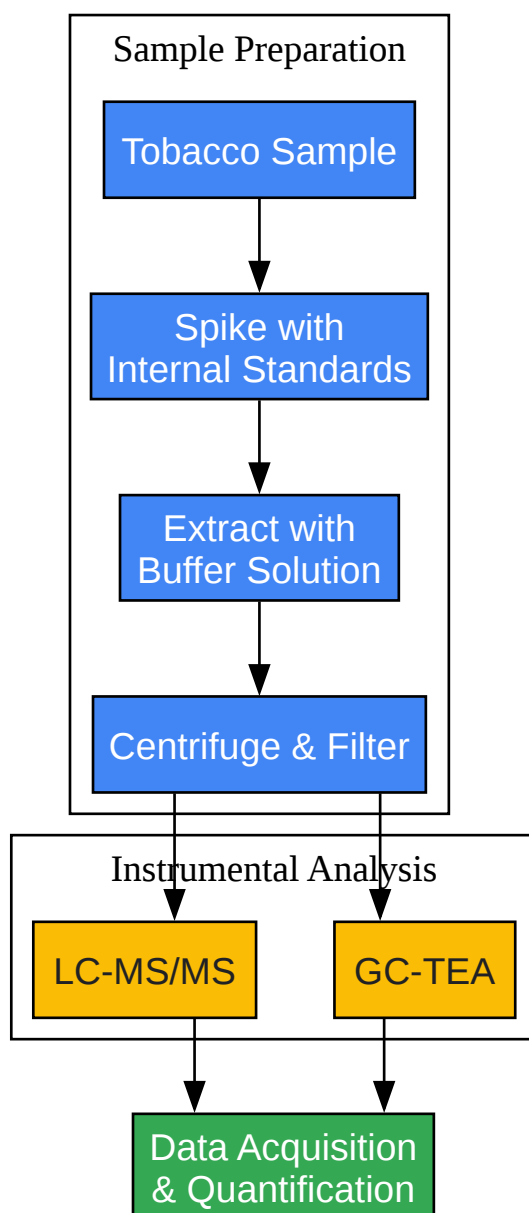 Sample Preparation
Tobacco Sample
Spike with
Internal Standards
Extract with
Buffer Solution
Centrifuge & Filter
Instrumental Analysis
LC-MS/MS
GC-TEA
Data Acquisition
& Quantification